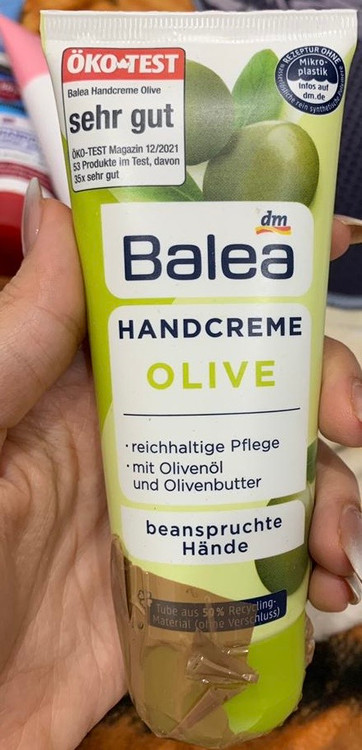 ÖKO-TEST
Balea Handcreme Olive
sehr gut
ÖKO-TEST Magazin 12/2021
53 Produkte im Test, davon
35x sehr gut
REZEPTUR OHNE
Mikro-
plastik
Infos auf
dm.de
dm
Balea
HANDCREME
OLIVE
· reichhaltige Pflege
· mit Olivenöl
und Olivenbutter
beanspruchte
Hände
Tube aus 50% Recycling-
Material (ohne Verschluss)